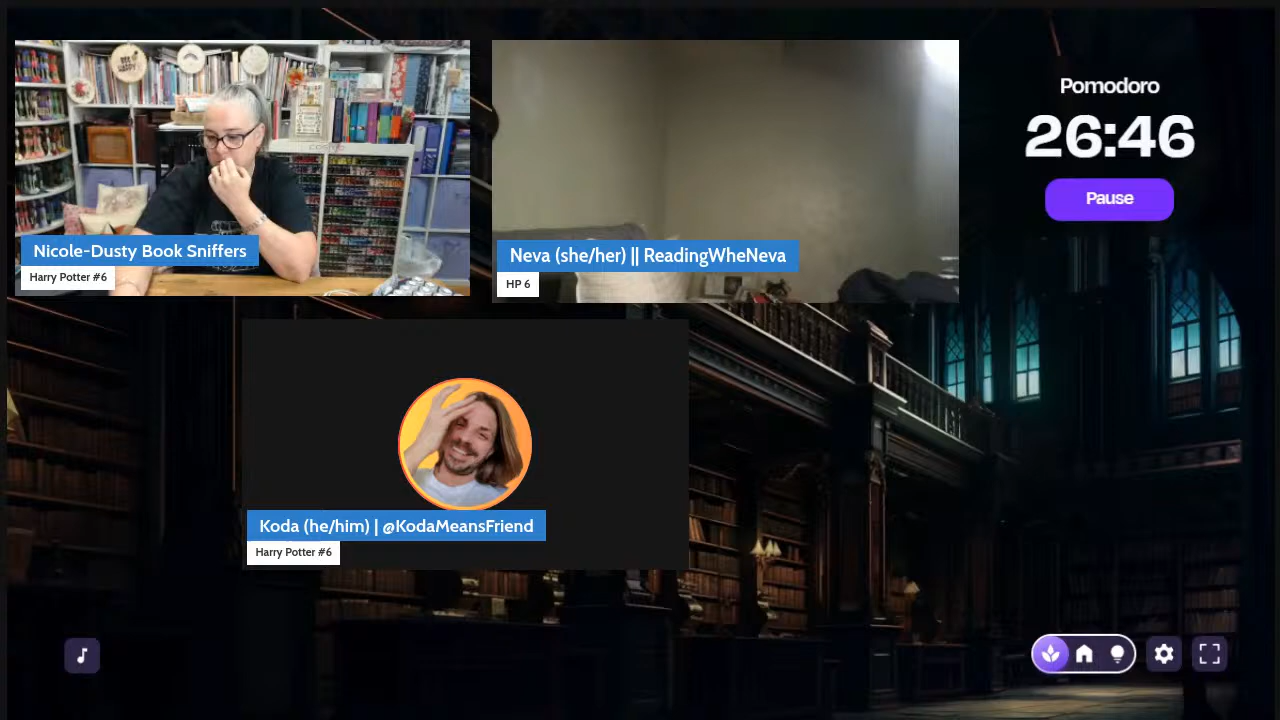 Pomodoro
26:46
Pause
Nicole-Dusty Book Sniffers
Harry Potter #6
Neva (she/her) || ReadingWheNeva
HP 6
Koda (he/him) | @KodaMeansFriend
Harry Potter #6